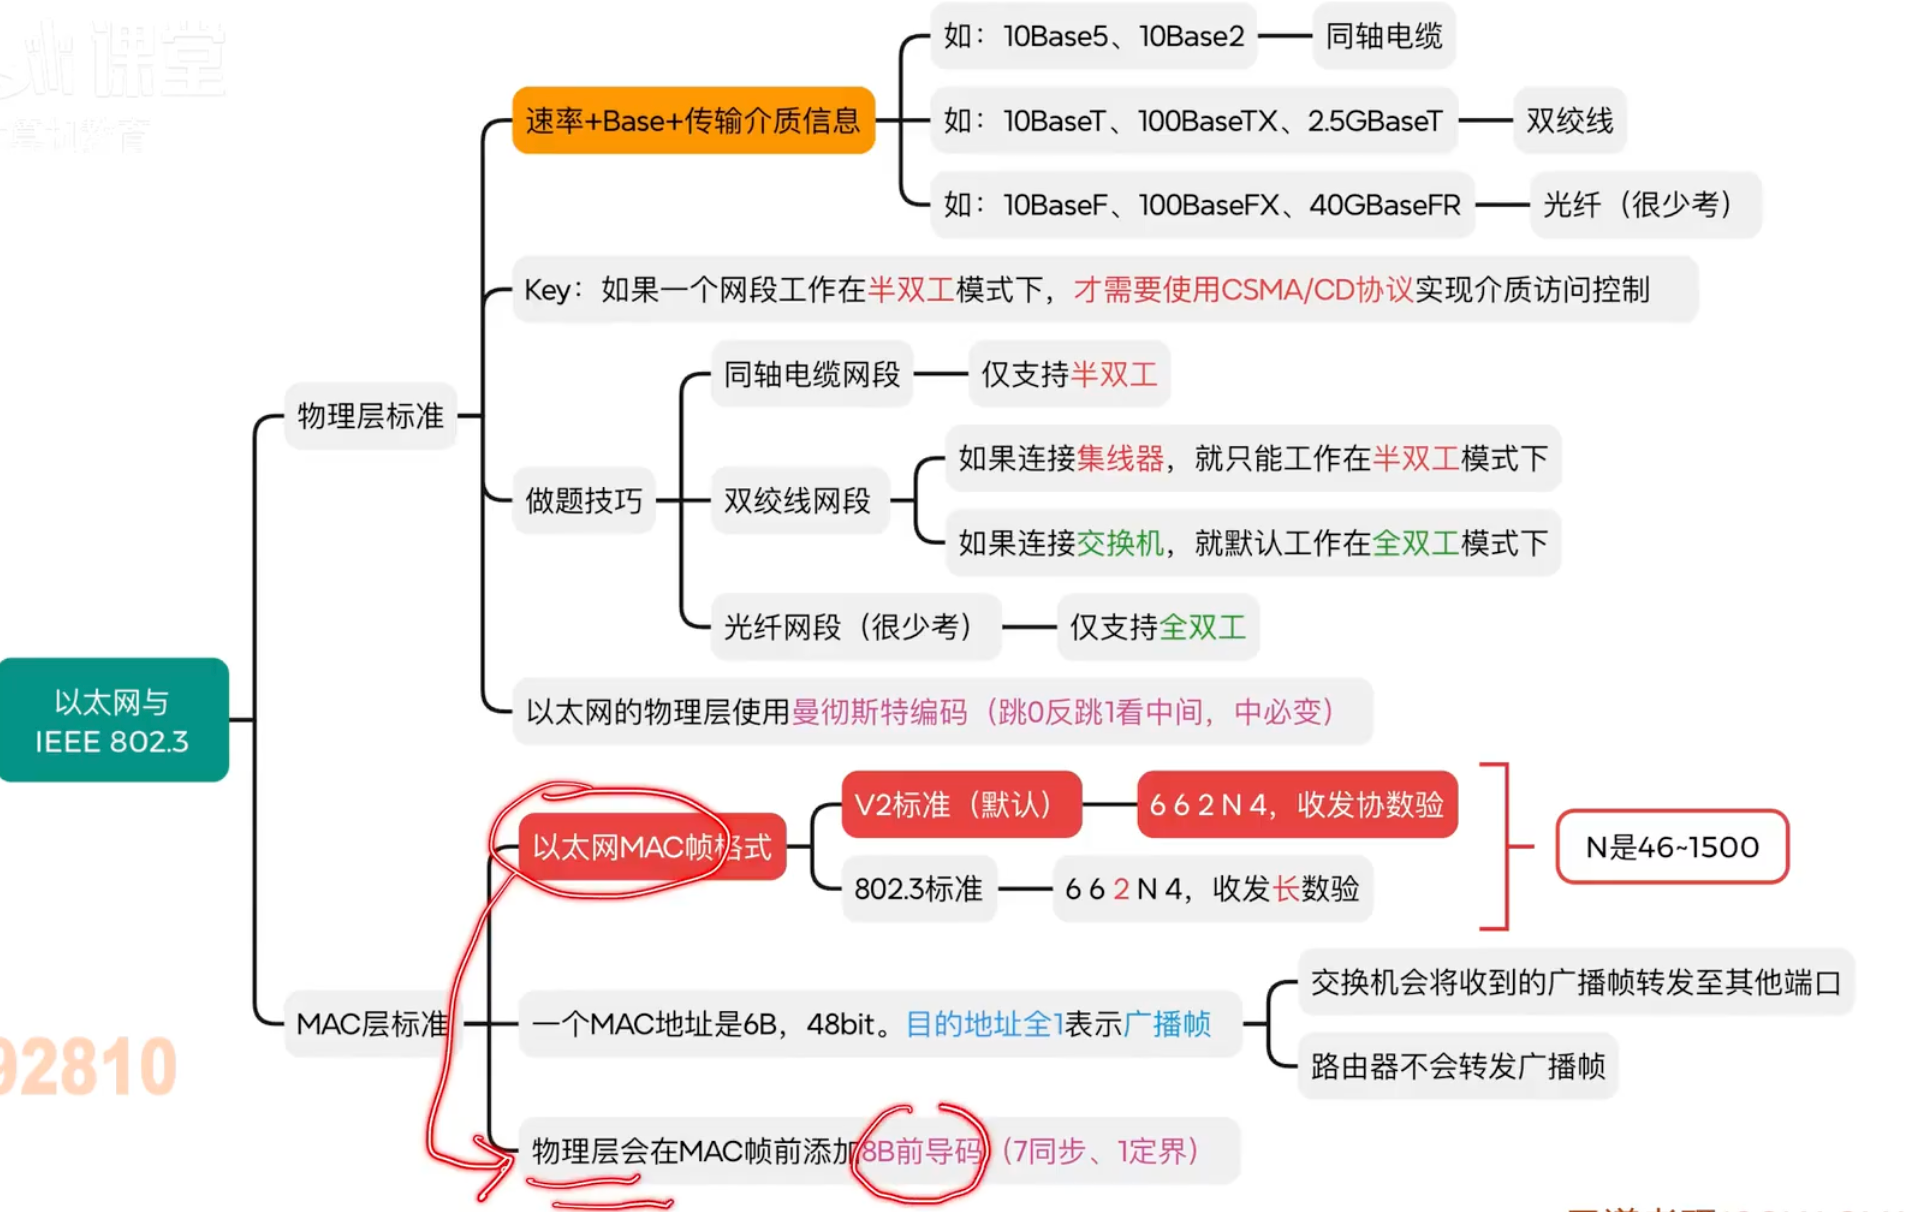 课堂
计算机教育
如：10Base5、10Base2
同轴电缆
速率+Base+传输介质信息
如：10BaseT、100BaseTX、2.5GBaseT
双绞线
如：10BaseF、100BaseFX、40GBaseFR
光纤（很少考）
Key：如果一个网段工作在半双工模式下，才需要使用CSMA/CD协议实现介质访问控制
物理层标准
做题技巧
同轴电缆网段
仅支持半双工
双绞线网段
如果连接集线器，就只能工作在半双工模式下
如果连接交换机，就默认工作在全双工模式下
光纤网段（很少考）
仅支持全双工
以太网的物理层使用曼彻斯特编码（跳0反跳1看中间，中必变）
以太网与
IEEE 802.3
以太网MAC帧格式
V2标准（默认）
6 6 2 N 4，收发协数验
802.3标准
6 6 2 N 4，收发长数验
N是46~1500
MAC层标准
一个MAC地址是6B，48bit。目的地址全1表示广播帧
交换机会将收到的广播帧转发至其他端口
路由器不会转发广播帧
物理层会在MAC帧前添加8B前导码（7同步、1定界）
92810